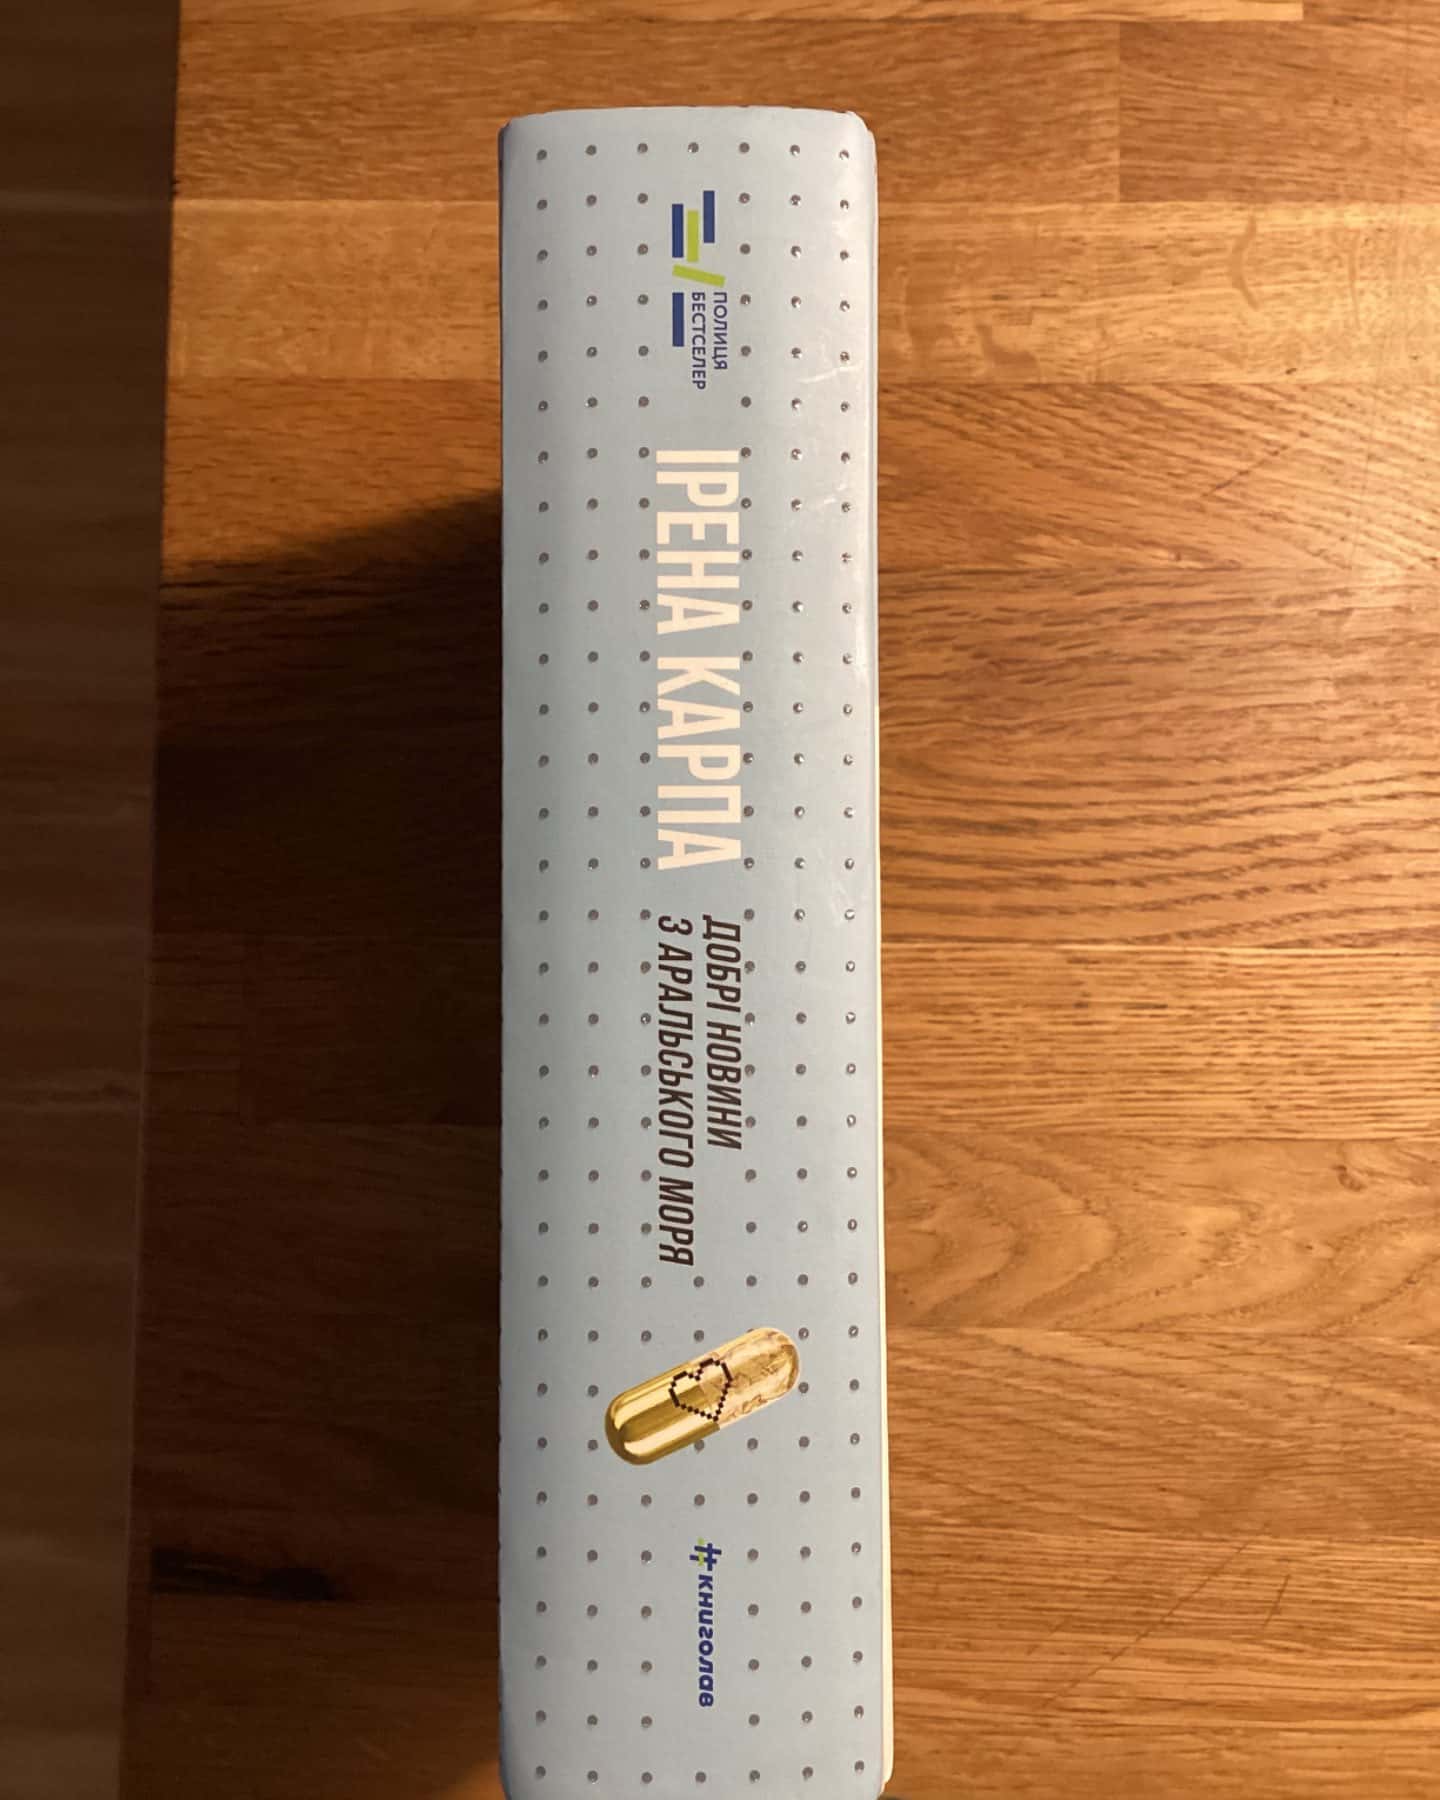 ПОЛИЦЯ
БЕСТСЕЛЕР
ІРЕНА КАРПА
ДОБРІ НОВИНИ
З АРАЛЬСЬКОГО МОРЯ
#книголав